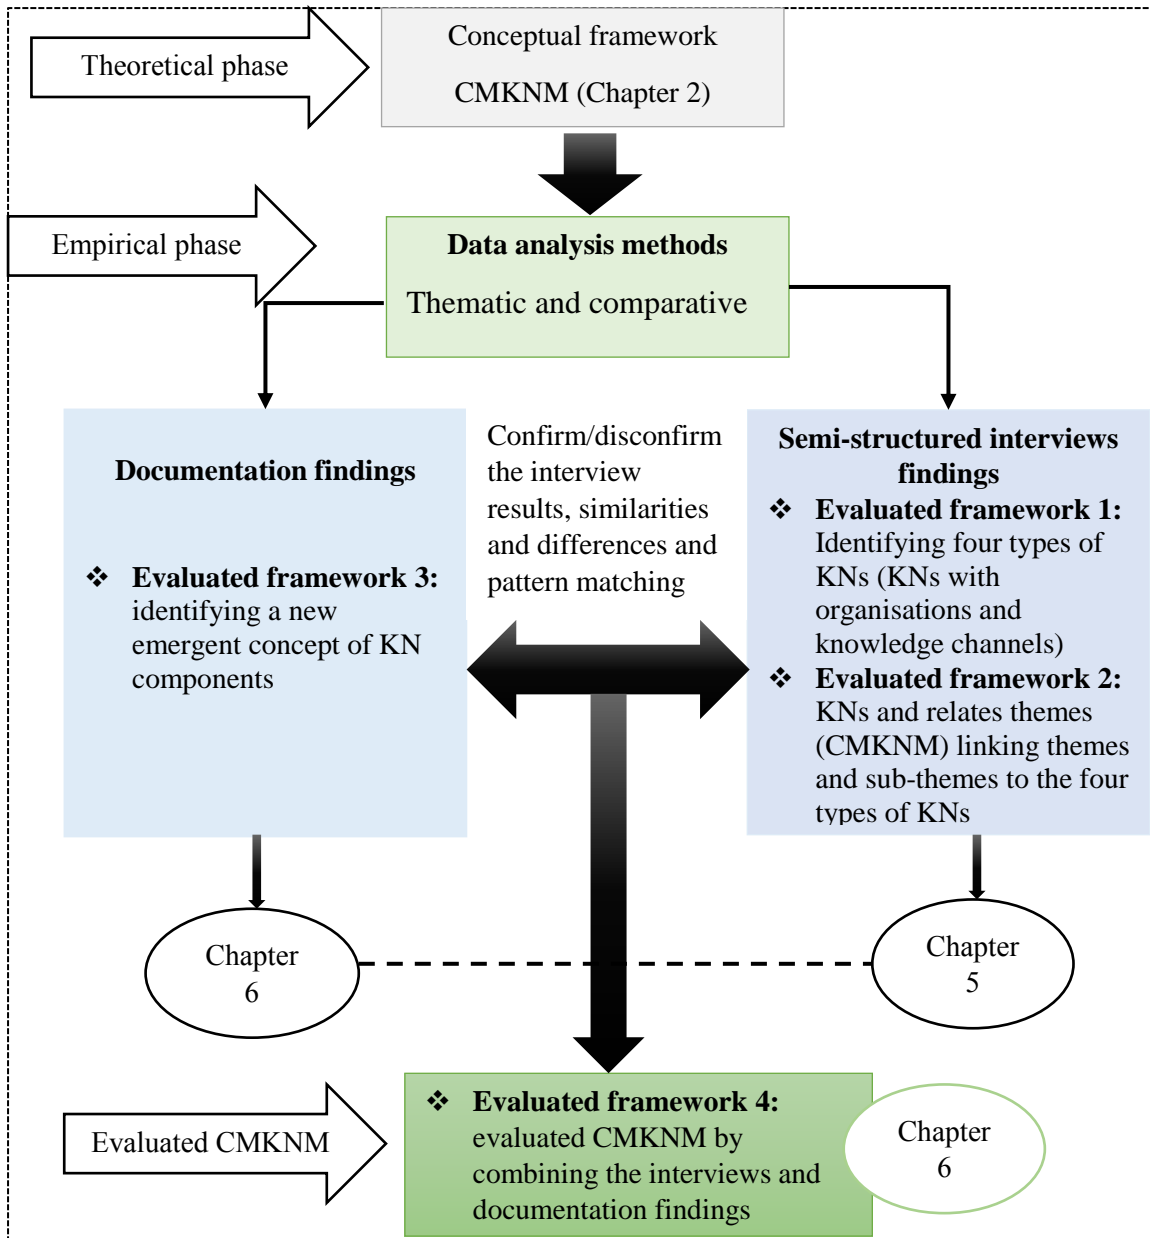 Theoretical phase
Conceptual framework
CMKNM (Chapter 2)
Empirical phase
Data analysis methods
Thematic and comparative
Documentation findings
❖ Evaluated framework 3:
identifying a new
emergent concept of KN
components
Confirm/disconfirm
the interview
results, similarities
and differences and
pattern matching
Semi-structured interviews
findings
❖ Evaluated framework 1:
Identifying four types of
KNs (KNs with
organisations and
knowledge channels)
❖ Evaluated framework 2:
KNs and relates themes
(CMKNM) linking themes
and sub-themes to the four
types of KNs
Chapter
6
Chapter
5
Evaluated CMKNM
❖ Evaluated framework 4:
evaluated CMKNM by
combining the interviews and
documentation findings
Chapter
6